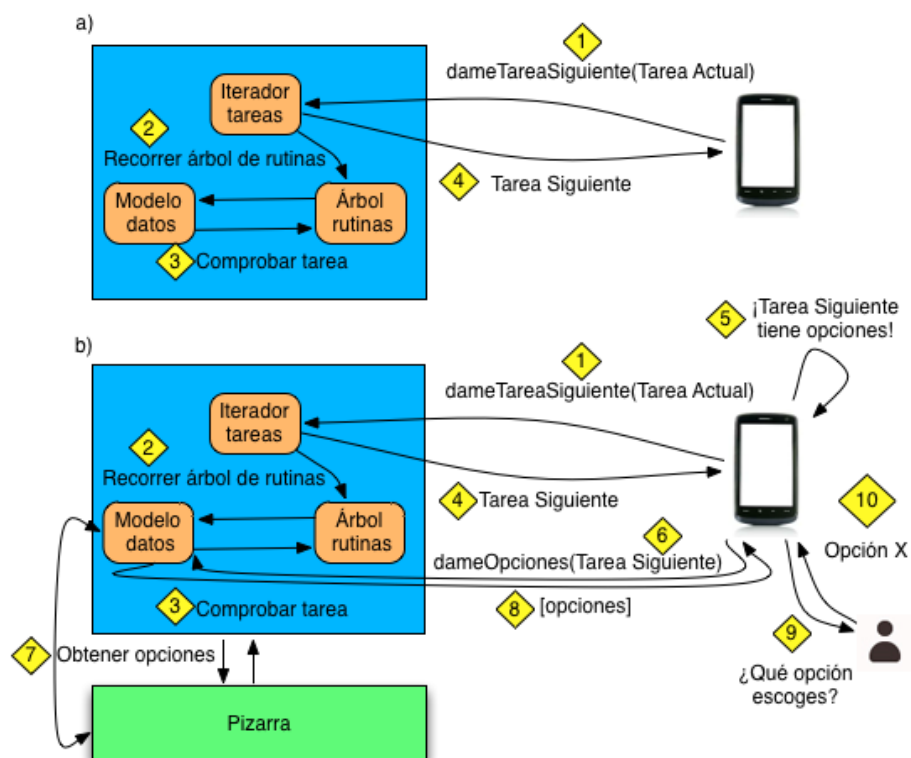 a)
1
dameTareaSiguiente(Tarea Actual)
Iterador
tareas
2
Recorrer árbol de rutinas
4
Tarea Siguiente
Modelo
datos
Árbol
rutinas
3
Comprobar tarea
b)
5
¡Tarea Siguiente
tiene opciones!
1
dameTareaSiguiente(Tarea Actual)
Iterador
tareas
2
Recorrer árbol de rutinas
4
Tarea Siguiente
10
Opción X
Modelo
datos
Árbol
rutinas
6
dameOpciones(Tarea Siguiente)
3
Comprobar tarea
8
[opciones]
7
Obtener opciones
9
¿Qué opción
escoges?
Pizarra